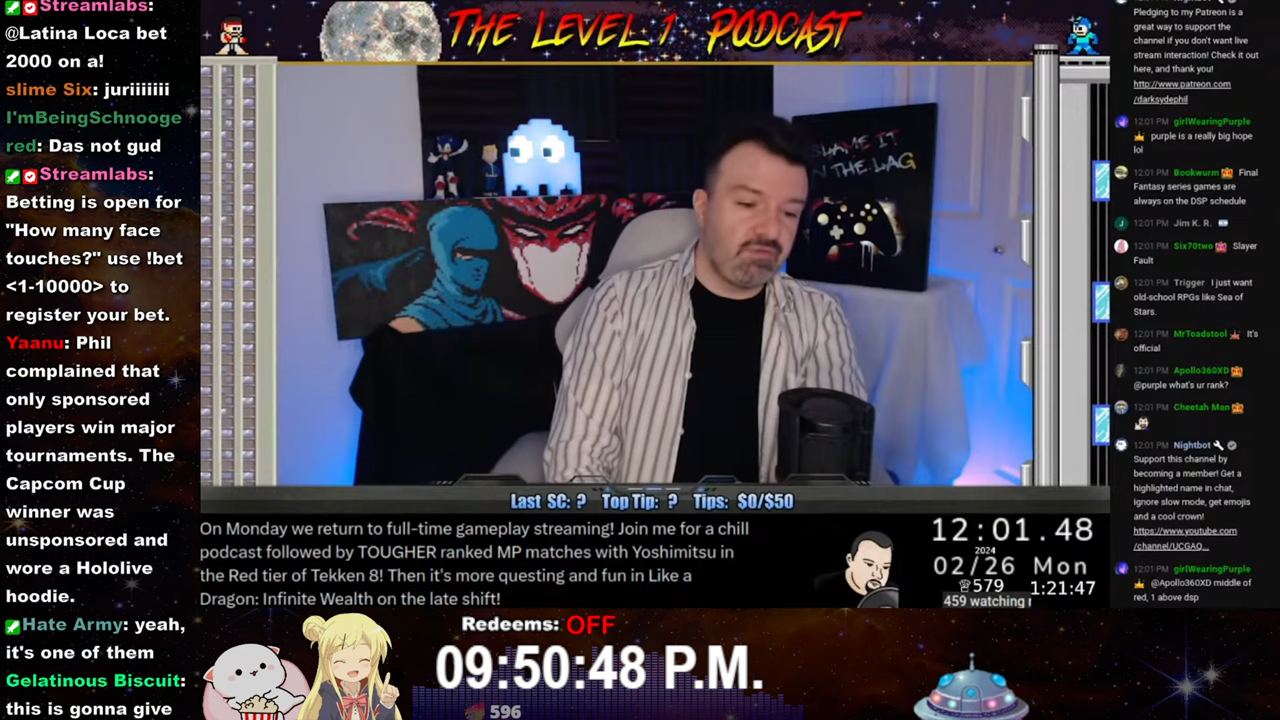 Streamlabs:
@Latina Loca bet
2000 on a!
slime Six: juriiiiiii
I'mBeingSchnooge
red: Das not gud
Streamlabs:
Betting is open for
"How many face
touches?" use !bet
<1-10000> to
register your bet.
Yaanu: Phil
complained that
only sponsored
players win major
tournaments. The
Capcom Cup
winner was
unsponsored and
wore a Hololive
hoodie.
Hate Army: yeah,
it's one of them
Gelatinous Biscuit:
this is gonna give
THE LEVEL 1 PODCAST
BLAME IT
ON THE LAG
Last SC: ? Top Tip: ? Tips: $0/$50
On Monday we return to full-time gameplay streaming! Join me for a chill
podcast followed by TOUGHER ranked MP matches with Yoshimitsu in
the Red tier of Tekken 8! Then it's more questing and fun in Like a
Dragon: Infinite Wealth on the late shift!
12:01.48
2024
02/26 Mon
579 1:21:47
459 watching
Redeems: OFF
09:50:48 P.M.
596
Pledging to my Patreon is a
great way to support the
channel if you don't want live
stream interaction! Check it out
here, and thank you!
http://www.patreon.com
/darksydephil
12:01 PM girlWearingPurple
purple is a really big hope
lol
12:01 PM Bookwurm Final
Fantasy series games are
always on the DSP schedule
12:01 PM Jim K. R.
12:01 PM Six70two Slayer
Fault
12:01 PM Trigger I just want
old-school RPGs like Sea of
Stars.
12:01 PM MrToadstool It's
official
12:01 PM Apollo360XD
@purple what's ur rank?
12:01 PM Cheetah Man
12:01 PM Nightbot
Support this channel by
becoming a member! Get a
highlighted name in chat,
ignore slow mode, get emojis
and a cool crown!
https://www.youtube.com
/channel/UCGAQ...
12:01 PM girlWearingPurple
@Apollo360XD middle of
red, 1 above dsp